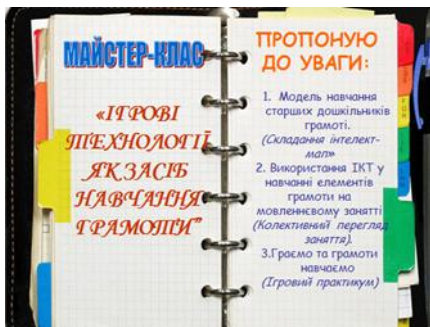 МАЙСТЕР-КЛАС
«ІГРОВІ
ТЕХНОЛОГІЇ
ЯК ЗАСІБ
НАВЧАННЯ
ГРАМОТИ"
ПРОПОНУЮ
ДО УВАГИ:
1. Модель навчання
старших дошкільників
грамоті.
(Складання інтелект-
мап»
2. Використання ІКТ у
навчанні елементів
грамоти на
мовленнєвому занятті
(Колективний перегляд
заняття).
3.Граємо та грамоти
навчаємо
(Ігровий практикум)